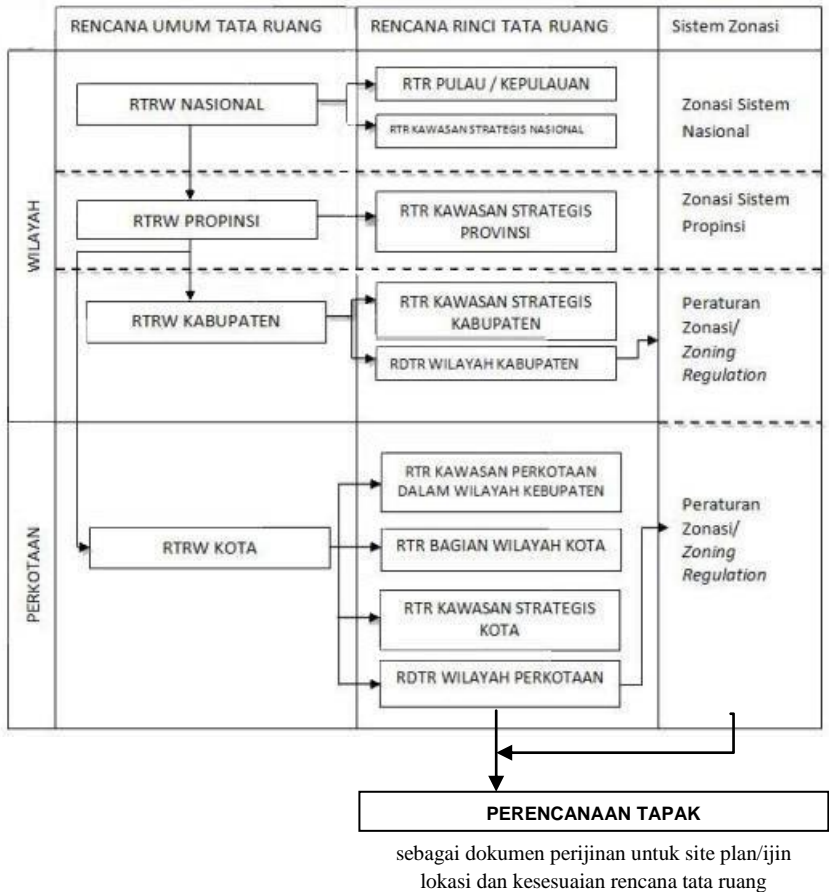 RENCANA UMUM TATA RUANG
RENCANA RINCI TATA RUANG
Sistem Zonasi
WILAYAH
RTRW NASIONAL
RTR PULAU / KEPULAUAN
RTR KAWASAN STRATEGIS NASIONAL
Zonasi Sistem
Nasional
RTRW PROPINSI
RTR KAWASAN STRATEGIS
PROVINSI
Zonasi Sistem
Propinsi
RTRW KABUPATEN
RTR KAWASAN STRATEGIS
KABUPATEN
RDTR WILAYAH KABUPATEN
Peraturan
Zonasi/
Zoning
Regulation
PERKOTAAN
RTRW KOTA
RTR KAWASAN PERKOTAAN
DALAM WILAYAH KEBUPATEN
RTR BAGIAN WILAYAH KOTA
RTR KAWASAN STRATEGIS
KOTA
RDTR WILAYAH PERKOTAAN
Peraturan
Zonasi/
Zoning
Regulation
PERENCANAAN TAPAK
sebagai dokumen perijinan untuk site plan/ijin
lokasi dan kesesuaian rencana tata ruang